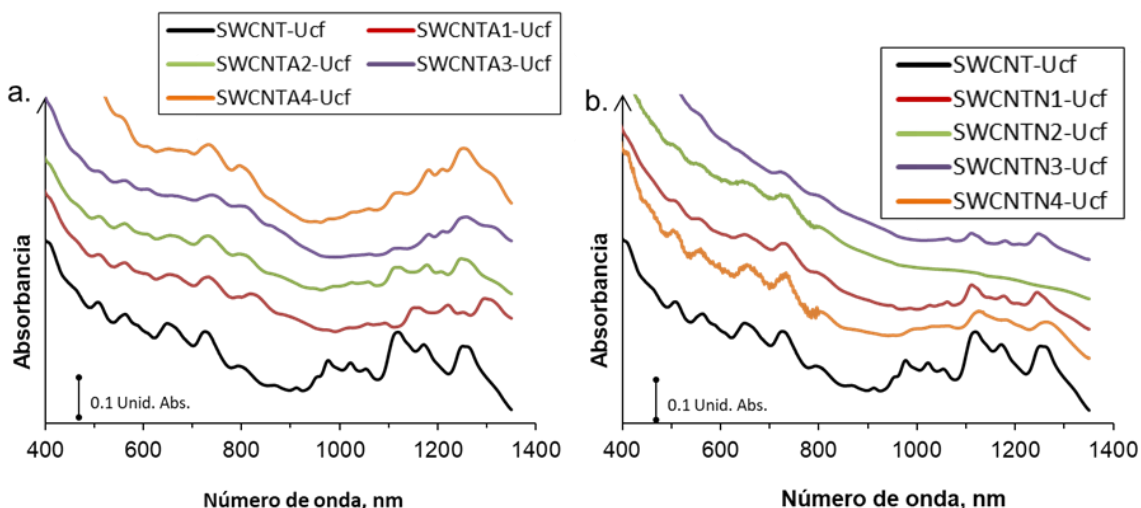 a.
SWCNT-Ucf SWCNTA1-Ucf
SWCNTA2-Ucf SWCNTA3-Ucf
SWCNTA4-Ucf
Absorbancia
0.1 Unid. Abs.
400 600 800 1000 1200 1400
Número de onda, nm
b.
SWCNT-Ucf
SWCNTN1-Ucf
SWCNTN2-Ucf
SWCNTN3-Ucf
SWCNTN4-Ucf
Absorbancia
0.1 Unid. Abs.
400 600 800 1000 1200 1400
Número de onda, nm